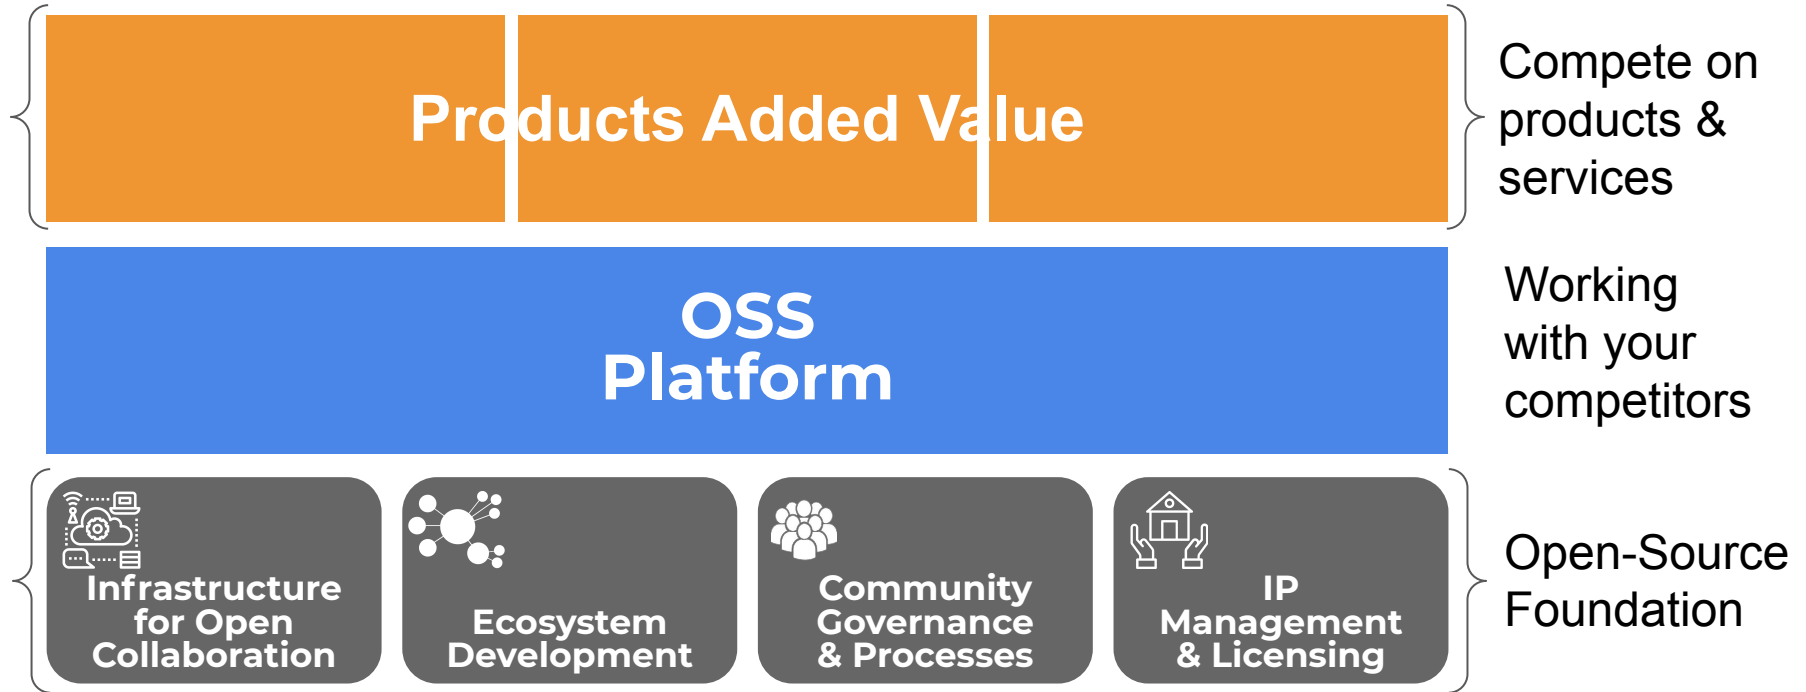 Products Added Value
Compete on
products &
services
OSS
Platform
Working
with your
competitors
Infrastructure
for Open
Collaboration
Ecosystem
Development
Community
Governance
& Processes
IP
Management
& Licensing
Open-Source
Foundation